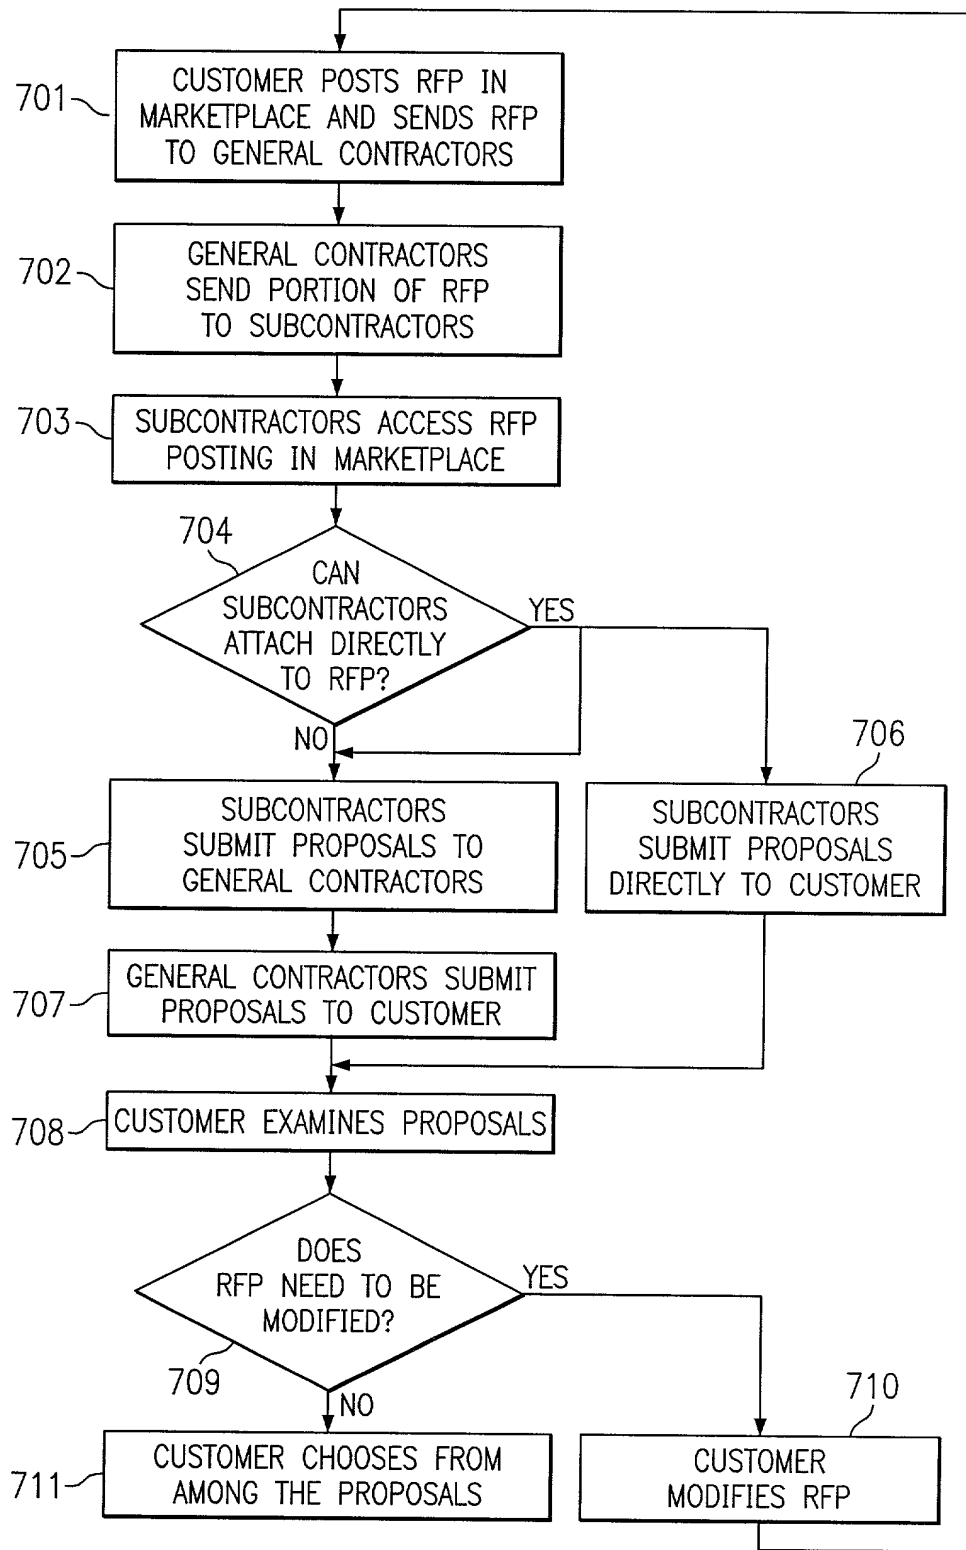 701
CUSTOMER POSTS RFP IN
MARKETPLACE AND SENDS RFP
TO GENERAL CONTRACTORS
702
GENERAL CONTRACTORS
SEND PORTION OF RFP
TO SUBCONTRACTORS
703
SUBCONTRACTORS ACCESS RFP
POSTING IN MARKETPLACE
704
CAN
SUBCONTRACTORS
ATTACH DIRECTLY
TO RFP?
YES
NO
705
SUBCONTRACTORS
SUBMIT PROPOSALS TO
GENERAL CONTRACTORS
706
SUBCONTRACTORS
SUBMIT PROPOSALS
DIRECTLY TO CUSTOMER
707
GENERAL CONTRACTORS SUBMIT
PROPOSALS TO CUSTOMER
708
CUSTOMER EXAMINES PROPOSALS
DOES
RFP NEED TO BE
MODIFIED?
709
YES
NO
710
CUSTOMER
MODIFIES RFP
711
CUSTOMER CHOOSES FROM
AMONG THE PROPOSALS